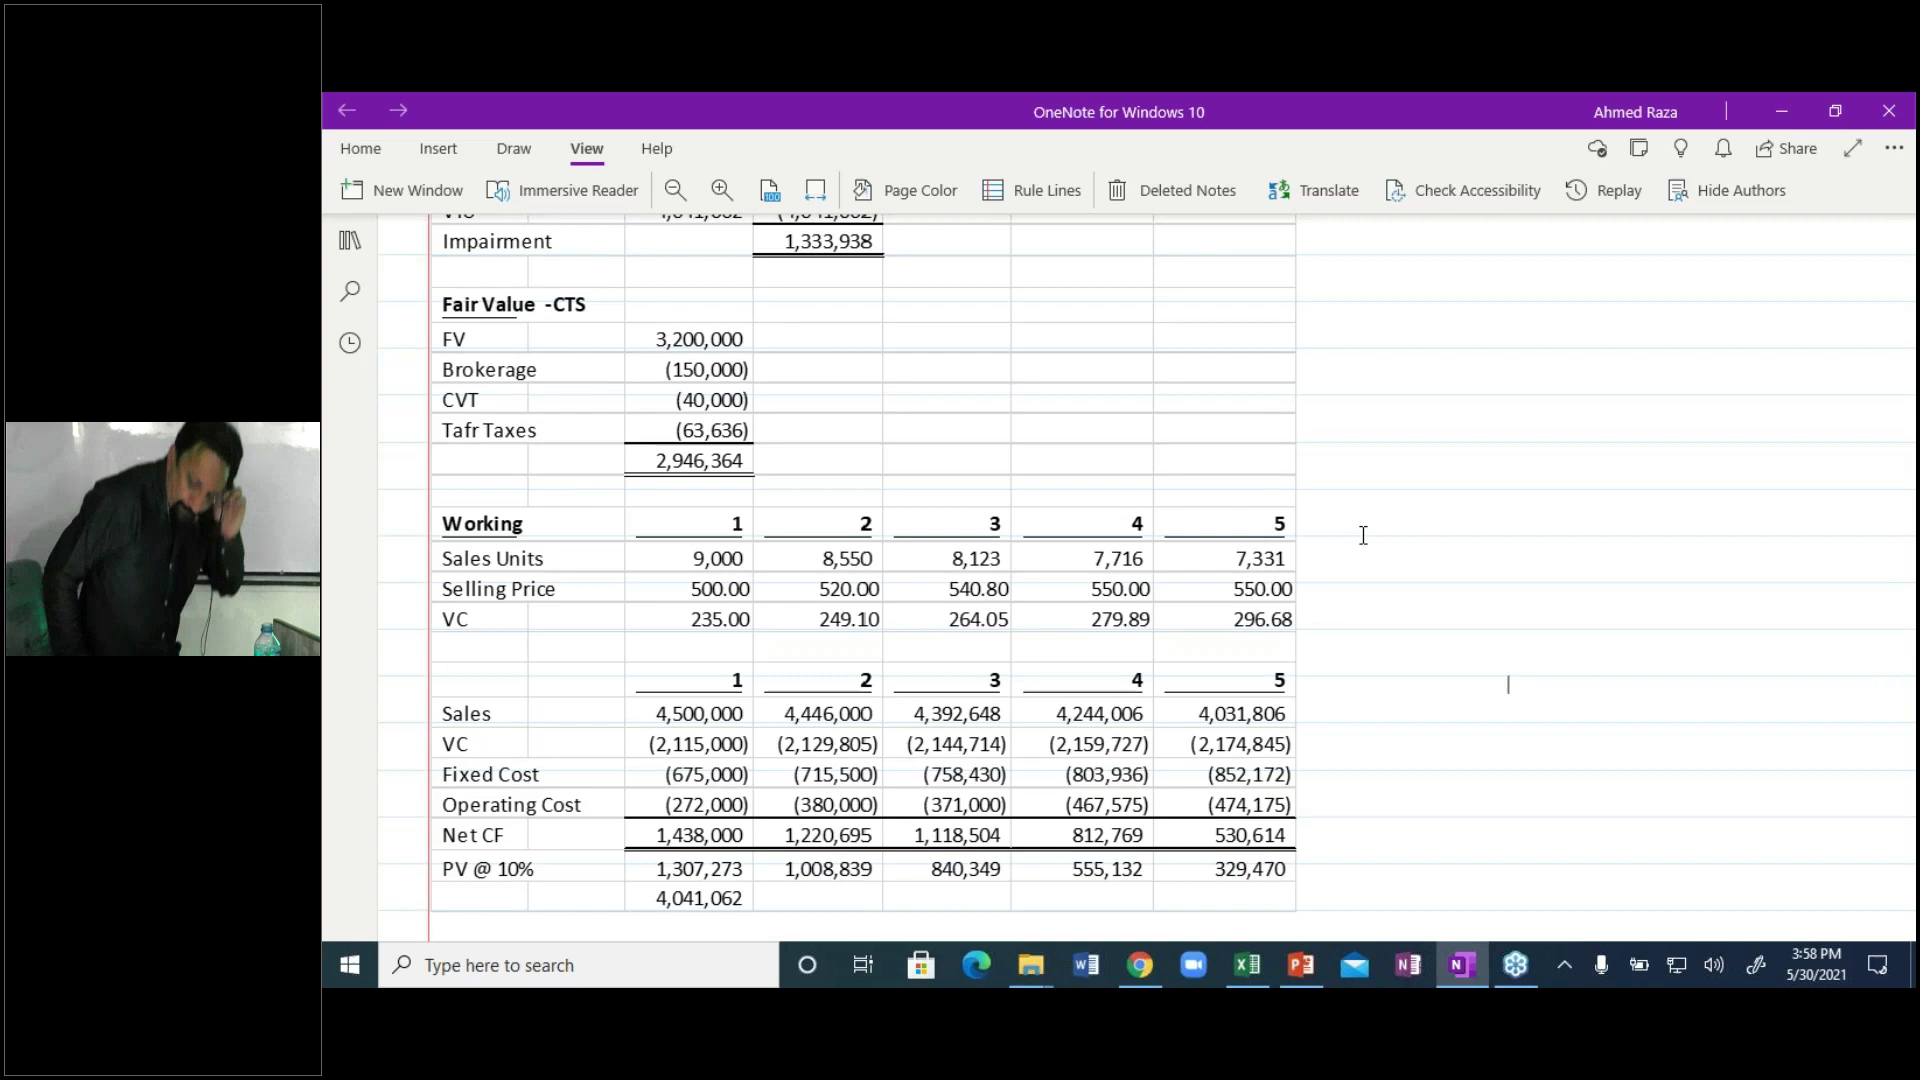 OneNote for Windows 10
Ahmed Raza
Home Insert Draw View Help
Share
New Window Immersive Reader Page Color Rule Lines Deleted Notes Translate Check Accessibility Replay Hide Authors
Impairment 1,333,938
Fair Value -CTS
FV 3,200,000
Brokerage (150,000)
CVT (40,000)
Tafr Taxes (63,636)
2,946,364
Working 1 2 3 4 5
Sales Units 9,000 8,550 8,123 7,716 7,331
Selling Price 500.00 520.00 540.80 550.00 550.00
VC 235.00 249.10 264.05 279.89 296.68
1 2 3 4 5
Sales 4,500,000 4,446,000 4,392,648 4,244,006 4,031,806
VC (2,115,000) (2,129,805) (2,144,714) (2,159,727) (2,174,845)
Fixed Cost (675,000) (715,500) (758,430) (803,936) (852,172)
Operating Cost (272,000) (380,000) (371,000) (467,575) (474,175)
Net CF 1,438,000 1,220,695 1,118,504 812,769 530,614
PV @ 10% 1,307,273 1,008,839 840,349 555,132 329,470
4,041,062
Type here to search
3:58 PM
5/30/2021